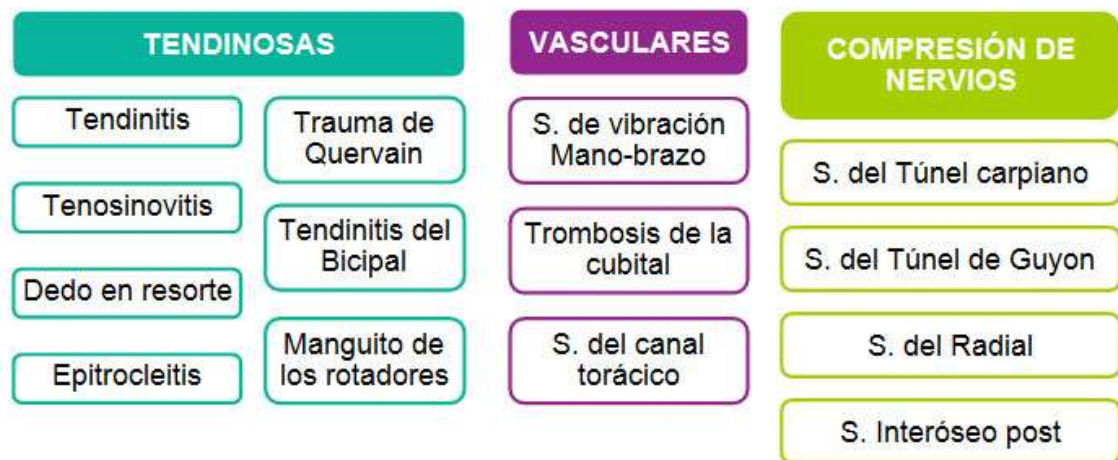 TENDINOSAS
Tendinitis
Tenosinovitis
Dedo en resorte
Epitrocleitis
Trauma de
Quervain
Tendinitis del
Bicipal
Manguito de
los rotadores
VASCULARES
S. de vibración
Mano-brazo
Trombosis de la
cubital
S. del canal
torácico
COMPRESIÓN DE
NERVIOS
S. del Túnel carpiano
S. del Túnel de Guyon
S. del Radial
S. Interóseo post